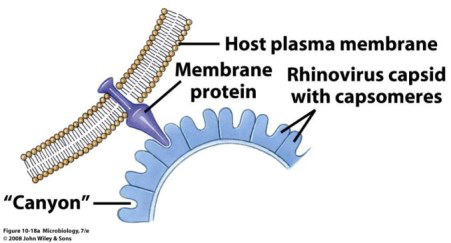 Host plasma membrane
Membrane
protein
Rhinovirus capsid
with capsomeres
“Canyon”
Figure 10-18a Microbiology, 7/e
© 2008 John Wiley & Sons